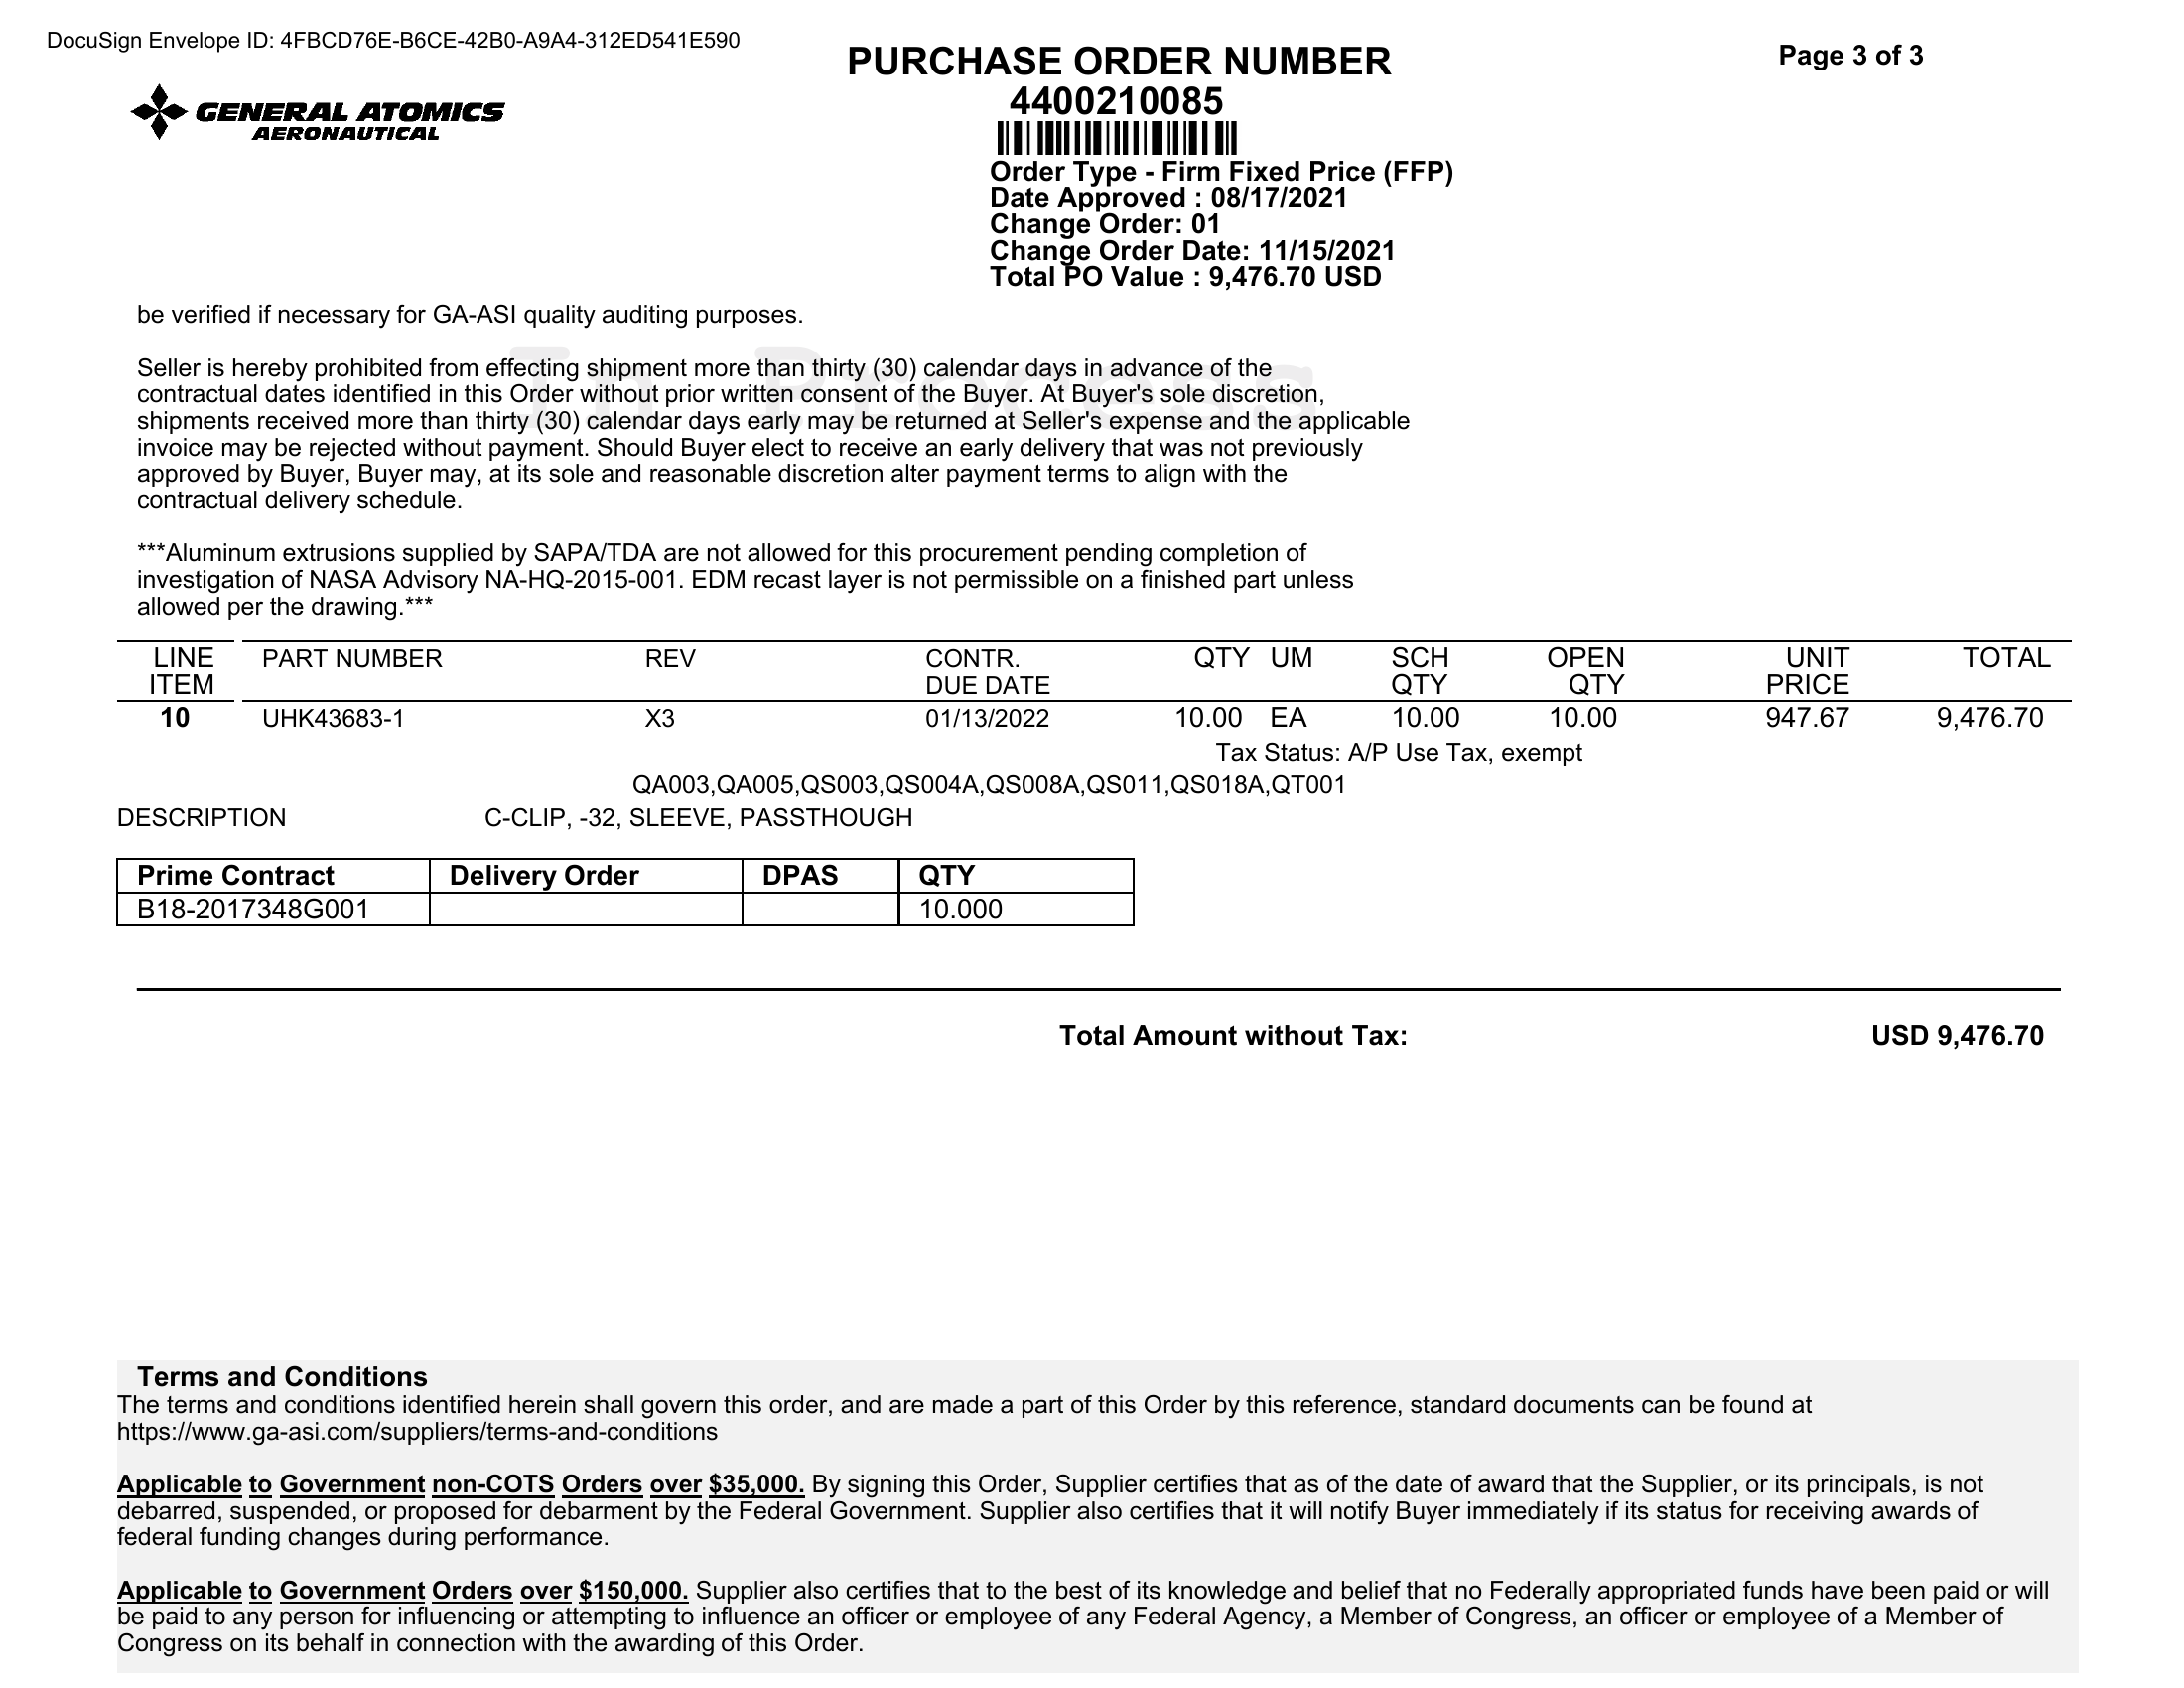 DocuSign Envelope ID: 4FBCD76E-B6CE-42B0-A9A4-312ED541E590
PURCHASE ORDER NUMBER
Page 3 of 3
4400210085
GENERAL ATOMICS
AERONAUTICAL
Order Type - Firm Fixed Price (FFP)
Date Approved : 08/17/2021
Change Order: 01
Change Order Date: 11/15/2021
Total PO Value : 9,476.70 USD
be verified if necessary for GA-ASI quality auditing purposes.
In Process
Seller is hereby prohibited from effecting shipment more than thirty (30) calendar days in advance of the
contractual dates identified in this Order without prior written consent of the Buyer. At Buyer's sole discretion,
shipments received more than thirty (30) calendar days early may be returned at Seller's expense and the applicable
invoice may be rejected without payment. Should Buyer elect to receive an early delivery that was not previously
approved by Buyer, Buyer may, at its sole and reasonable discretion alter payment terms to align with the
contractual delivery schedule.
***Aluminum extrusions supplied by SAPA/TDA are not allowed for this procurement pending completion of
investigation of NASA Advisory NA-HQ-2015-001. EDM recast layer is not permissible on a finished part unless
allowed per the drawing.***
LINE PART NUMBER REV CONTR. QTY UM SCH OPEN UNIT TOTAL
ITEM DUE DATE QTY QTY PRICE
10 UHK43683-1 X3 01/13/2022 10.00 EA 10.00 10.00 947.67 9,476.70
Tax Status: A/P Use Tax, exempt
QA003,QA005,QS003,QS004A,QS008A,QS011,QS018A,QT001
DESCRIPTION C-CLIP, -32, SLEEVE, PASSTHOUGH
Prime Contract Delivery Order DPAS QTY
B18-2017348G001 10.000
Total Amount without Tax: USD 9,476.70
Terms and Conditions
The terms and conditions identified herein shall govern this order, and are made a part of this Order by this reference, standard documents can be found at
https://www.ga-asi.com/suppliers/terms-and-conditions
Applicable to Government non-COTS Orders over $35,000. By signing this Order, Supplier certifies that as of the date of award that the Supplier, or its principals, is not
debarred, suspended, or proposed for debarment by the Federal Government. Supplier also certifies that it will notify Buyer immediately if its status for receiving awards of
federal funding changes during performance.
Applicable to Government Orders over $150,000. Supplier also certifies that to the best of its knowledge and belief that no Federally appropriated funds have been paid or will
be paid to any person for influencing or attempting to influence an officer or employee of any Federal Agency, a Member of Congress, an officer or employee of a Member of
Congress on its behalf in connection with the awarding of this Order.